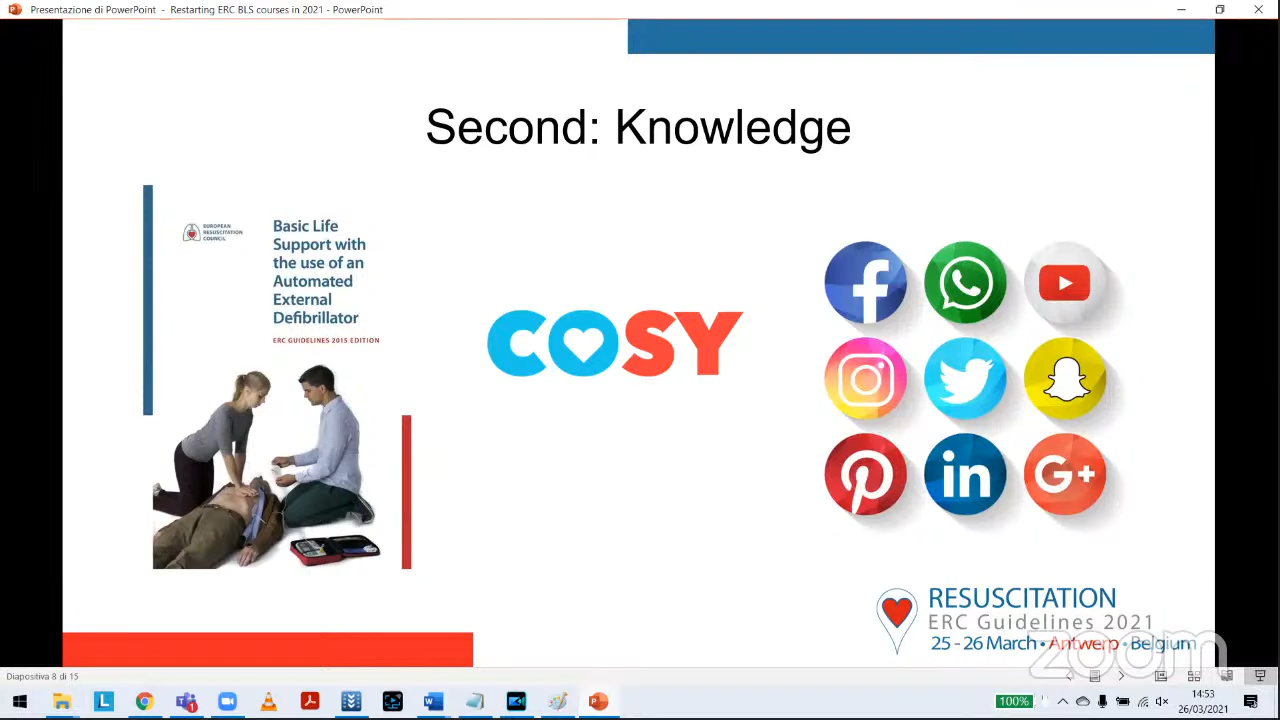 Presentazione di PowerPoint - Restarting ERC BLS courses in 2021 - PowerPoint
Second: Knowledge
EUROPEAN
RESUSCITATION
COUNCIL
Basic Life
Support with
the use of an
Automated
External
Defibrillator
ERC GUIDELINES 2015 EDITION
COSY
f
in
G+
RESUSCITATION
ERC Guidelines 2021
25 - 26 March • Antwerp • Belgium
zoom
Diapositiva 8 di 15
L
1
W
P
100%
14:53
26/03/2021